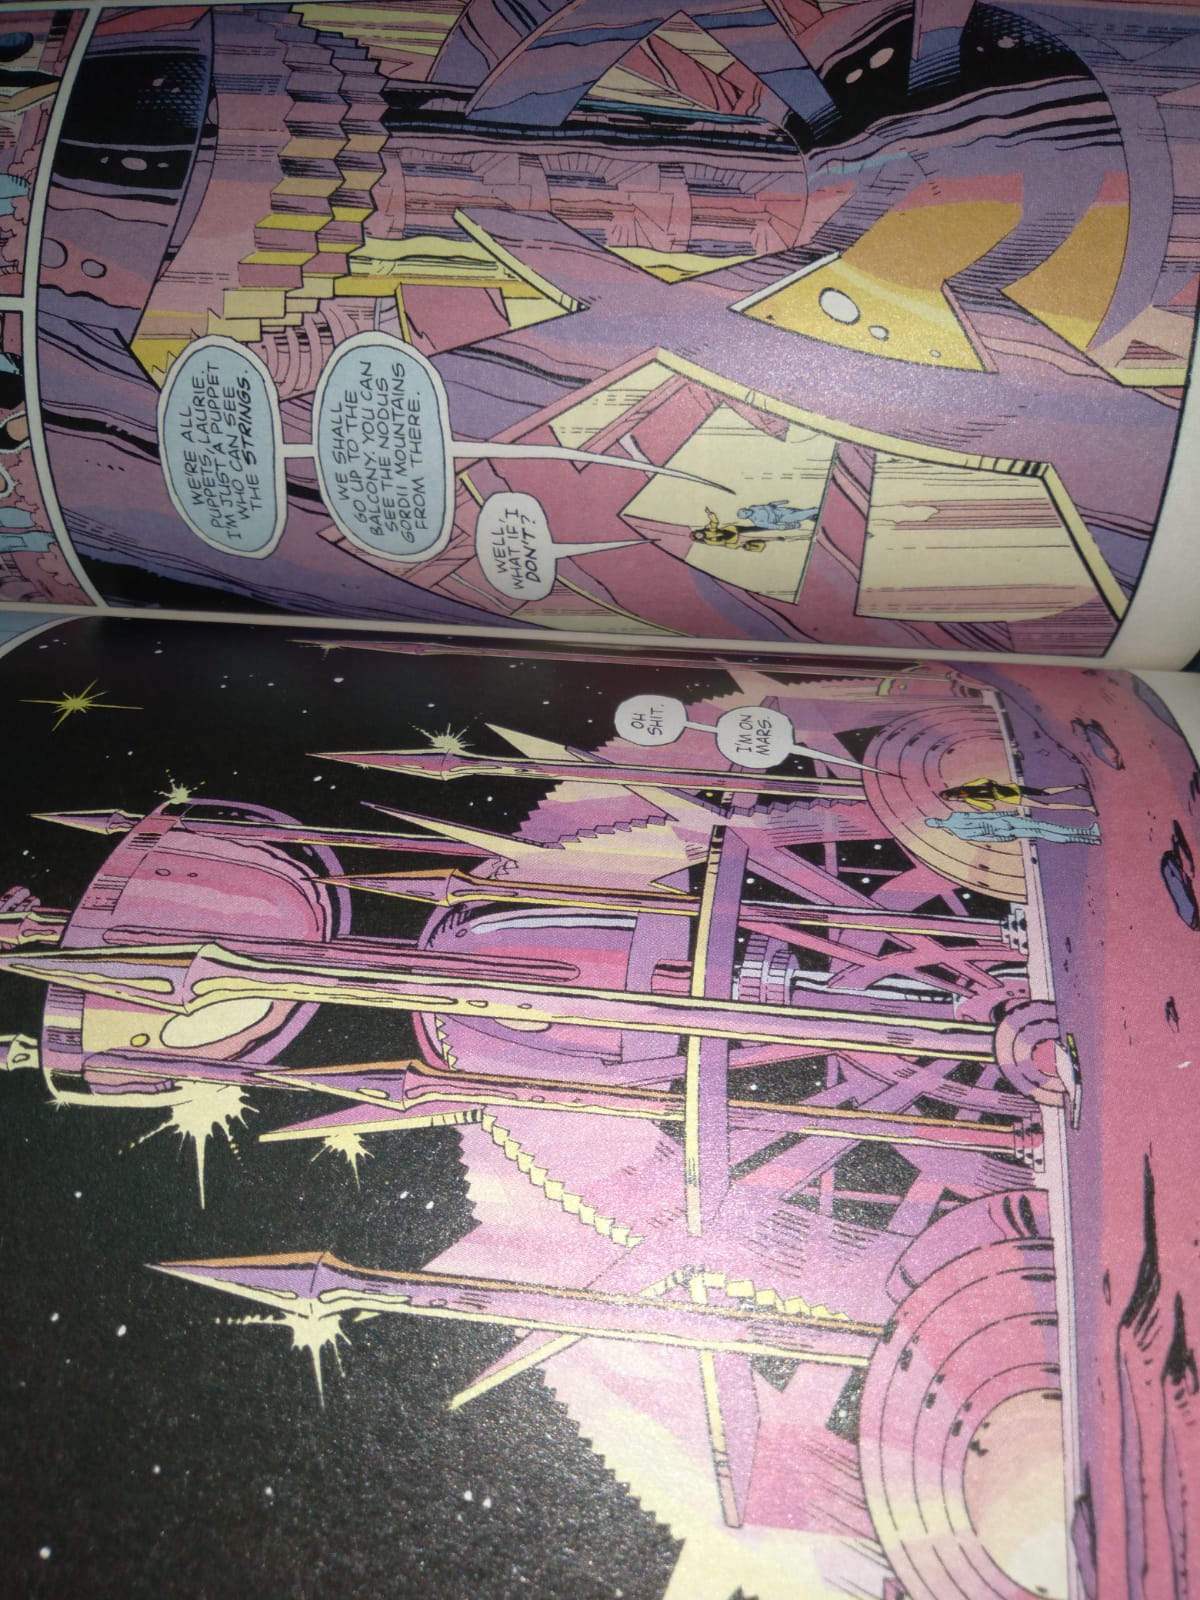 OH
SHIT.
I'M ON
MARS.
WE'RE ALL
PUPPETS, LAURIE.
I'M JUST A PUPPET
WHO CAN SEE
THE STRINGS.
WE SHALL
GO UP TO THE
BALCONY. YOU CAN
SEE THE NODUS
GORDII MOUNTAINS
FROM THERE.
WELL,
WHAT IF I
DON'T?